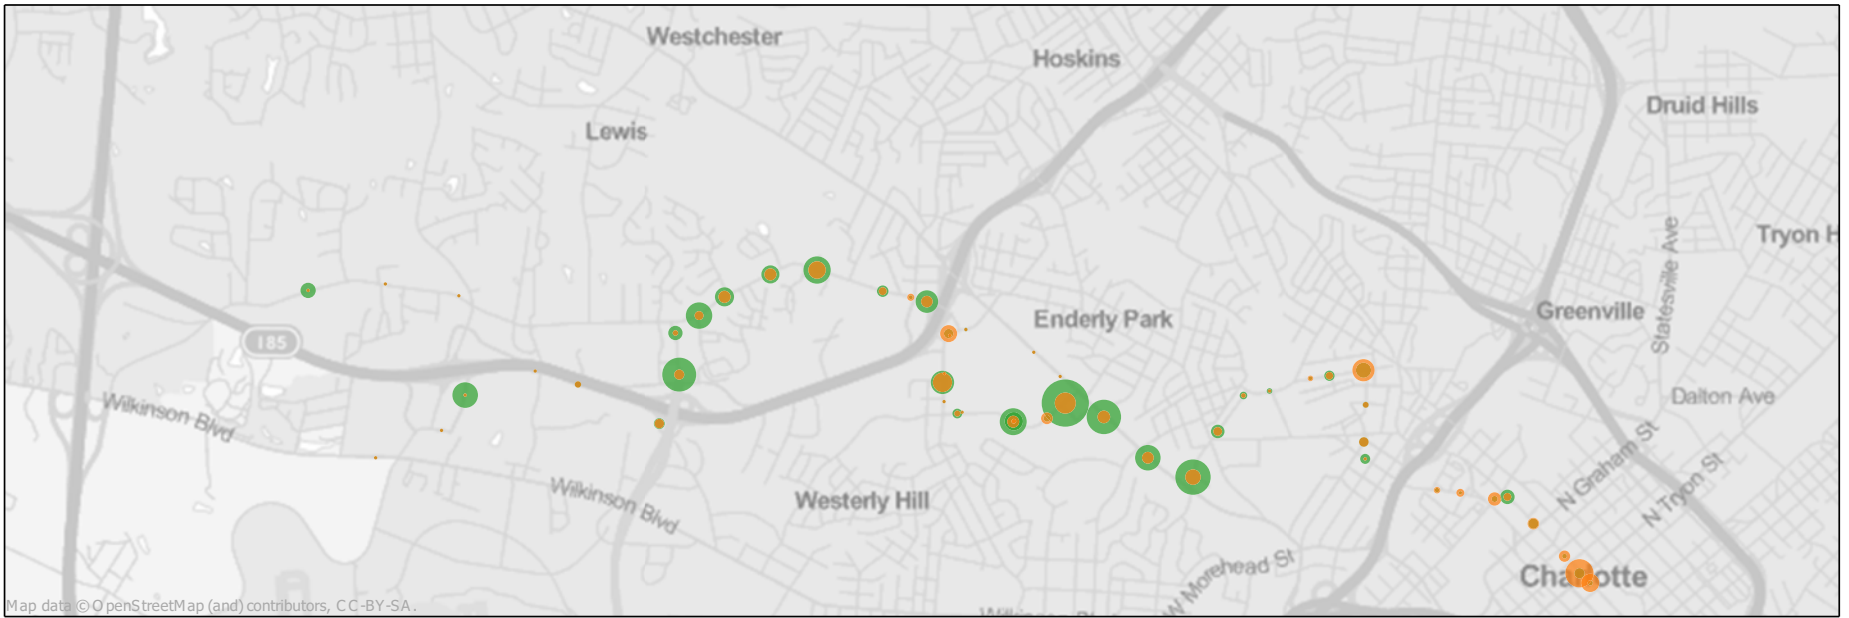 Westchester
Hoskins
Druid Hills
Lewis
Statesville Ave
Tryon H
Greenville
Enderly Park
I85
Dalton Ave
Wilkinson Blvd
N Graham St
N Tryon St
Wilkinson Blvd
Westerly Hill
W Morehead St
Charlotte
Map data © OpenStreetMap (and) contributors, CC-BY-SA.